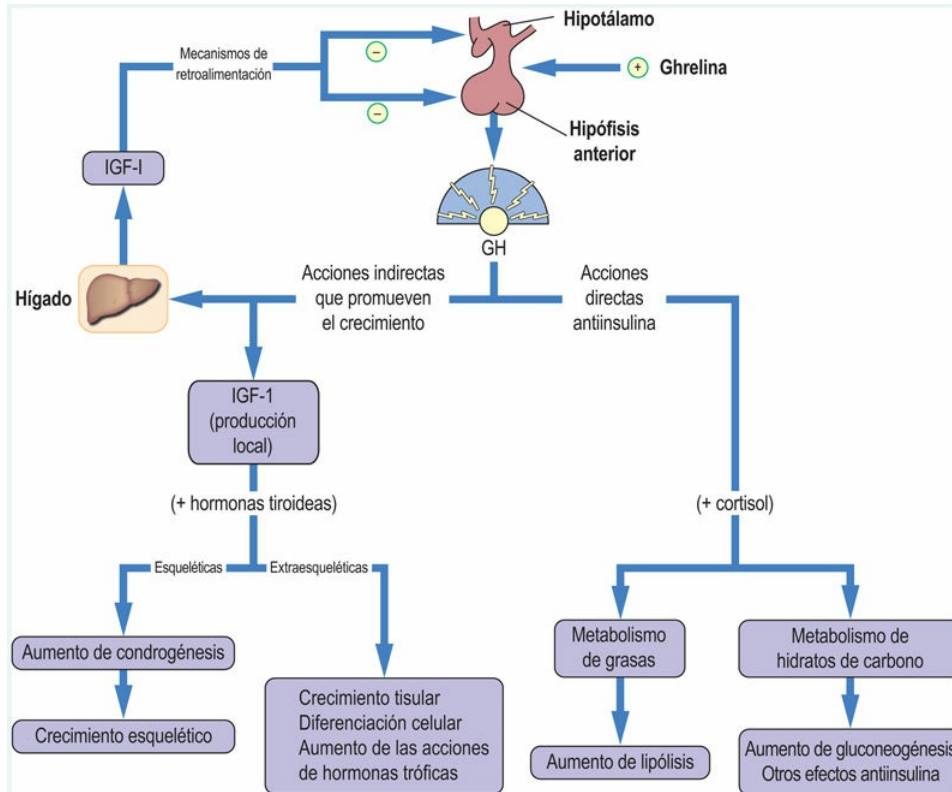 Hipotálamo
Mecanismos de
retroalimentación
−
+ Ghrelina
−
Hipófisis
anterior
IGF-I
GH
Hígado
Acciones indirectas
que promueven
el crecimiento
Acciones
directas
antiinsulina
IGF-1
(producción
local)
(+ hormonas tiroideas)
(+ cortisol)
Esqueléticas
Extraesqueléticas
Aumento de condrogénesis
Crecimiento esquelético
Crecimiento tisular
Diferenciación celular
Aumento de las acciones
de hormonas tróficas
Metabolismo
de grasas
Aumento de lipólisis
Metabolismo de
hidratos de carbono
Aumento de gluconeogénesis
Otros efectos antiinsulina